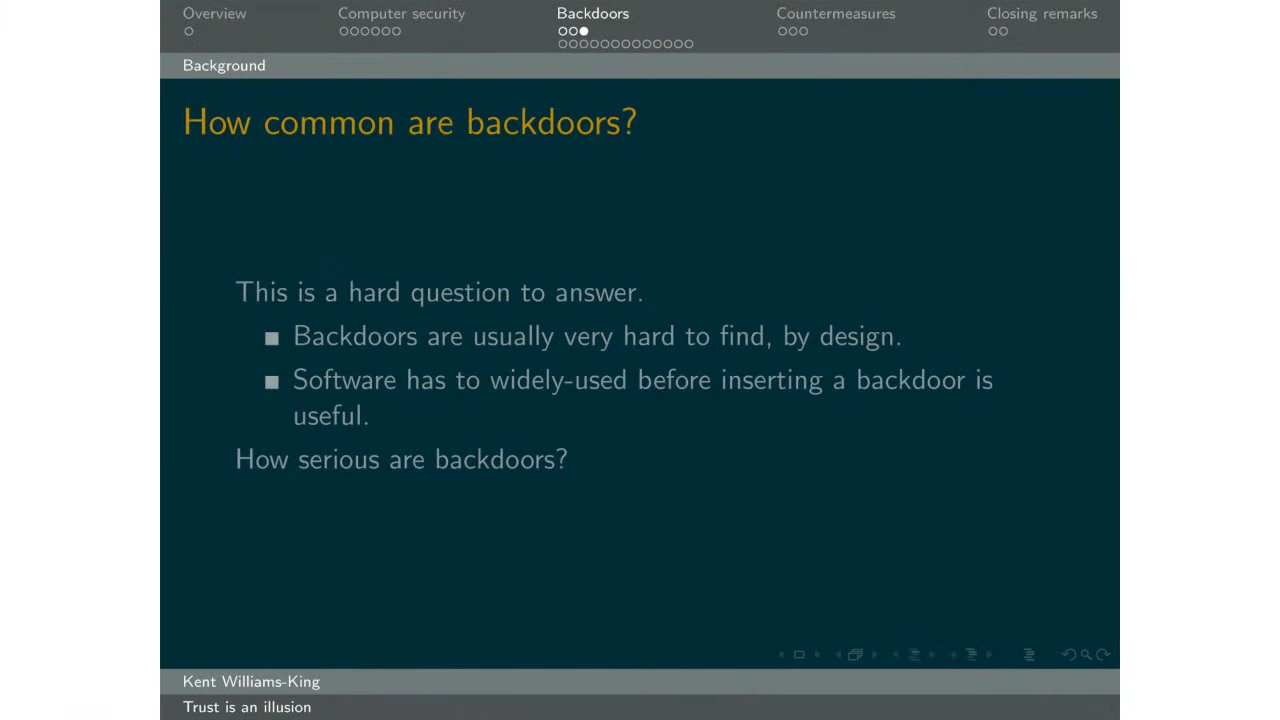 Overview
Computer security
Backdoors
Countermeasures
Closing remarks
Background
How common are backdoors?
This is a hard question to answer.
Backdoors are usually very hard to find, by design.
Software has to widely-used before inserting a backdoor is
useful.
How serious are backdoors?
Kent Williams-King
Trust is an illusion